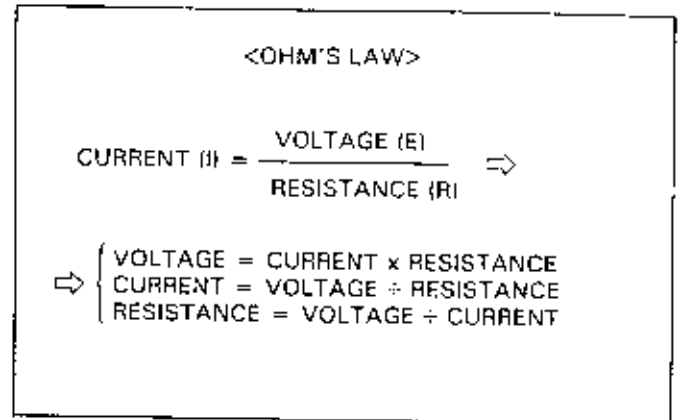 <OHM'S LAW>
CURRENT (I) = VOLTAGE (E)
RESISTANCE (R) ⇨
⇨ { VOLTAGE = CURRENT x RESISTANCE
CURRENT = VOLTAGE ÷ RESISTANCE
RESISTANCE = VOLTAGE ÷ CURRENT